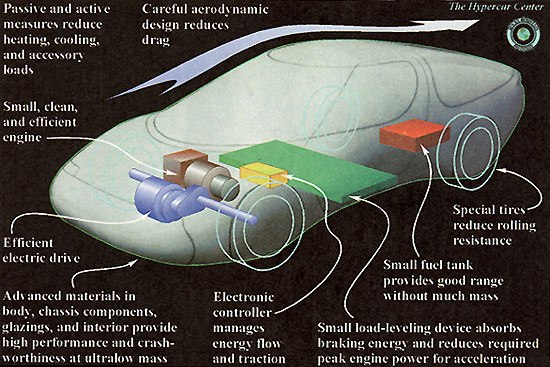 Passive and active
measures reduce
heating, cooling,
and accessory
loads
Careful aerodynamic
design reduces
drag
The Hypercar Center
Small, clean,
and efficient
engine
Efficient
electric drive
Special tires
reduce rolling
resistance
Small fuel tank
provides good range
without much mass
Advanced materials in
body, chassis components,
glazings, and interior provide
high performance and crash-
worthiness at ultralow mass
Electronic
controller
manages
energy flow
and traction
Small load-leveling device absorbs
braking energy and reduces required
peak engine power for acceleration